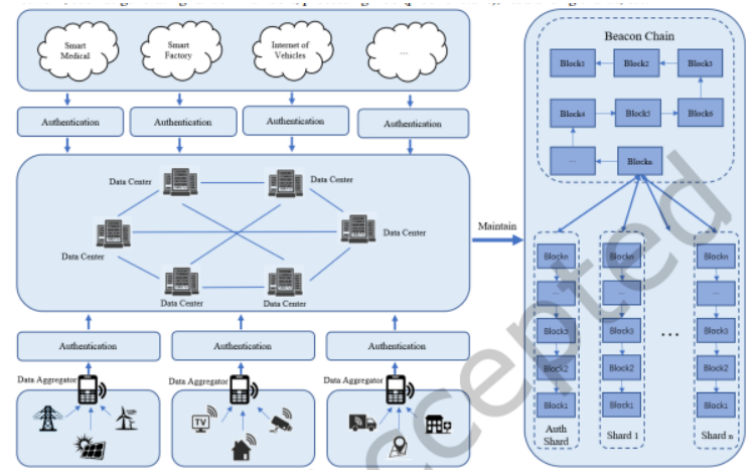 Smart
Medical
Smart
Factory
Internet of
Vehicles
...
Authentication
Authentication
Authentication
Authentication
Data Center
Data Center
Data Center
Data Center
Data Center
Data Center
Authentication
Authentication
Authentication
Data Aggregator
Data Aggregator
Data Aggregator
TV
Maintain
Beacon Chain
Block1
Block2
Block3
Block4
Block6
...
Blockn
Blockn
...
Block3
Block2
Block1
Auth
Shard
Blockn
...
Block3
Block2
Block1
Shard 1
...
Blockn
...
Block3
Block2
Block1
Shard n
Accepted